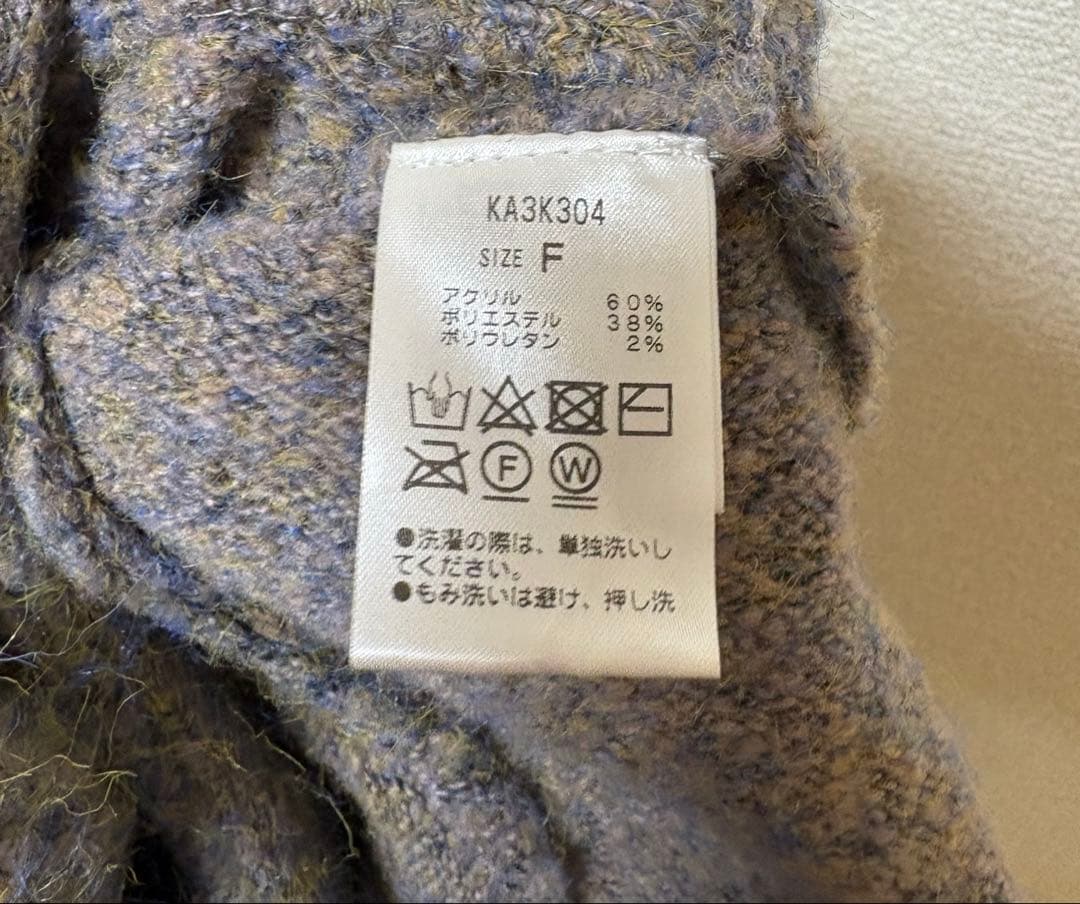 KA3K304
SIZE F
アクリル 60%
ポリエステル 38%
ポリウレタン 2%
F W
●洗濯の際は、単独洗いし
てください。
●もみ洗いは避け、押し洗